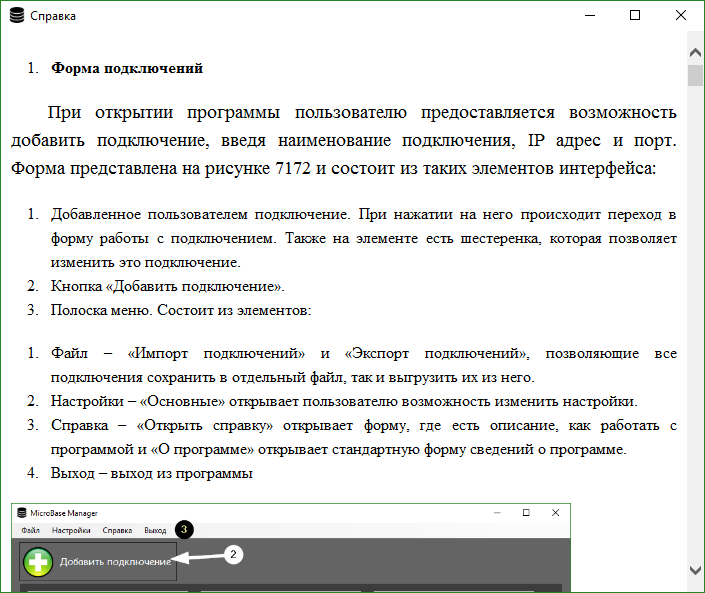 Справка
1. Форма подключений
При открытии программы пользователю предоставляется возможность
добавить подключение, введя наименование подключения, IP адрес и порт.
Форма представлена на рисунке 7172 и состоит из таких элементов интерфейса:
1. Добавленное пользователем подключение. При нажатии на него происходит переход в
форму работы с подключением. Также на элементе есть шестеренка, которая позволяет
изменить это подключение.
2. Кнопка «Добавить подключение».
3. Полоска меню. Состоит из элементов:
1. Файл – «Импорт подключений» и «Экспорт подключений», позволяющие все
подключения сохранить в отдельный файл, так и выгрузить их из него.
2. Настройки – «Основные» открывает пользователю возможность изменить настройки.
3. Справка – «Открыть справку» открывает форму, где есть описание, как работать с
программой и «О программе» открывает стандартную форму сведений о программе.
4. Выход – выход из программы
MicroBase Manager
Файл Настройки Справка Выход 3
Добавить подключение 2